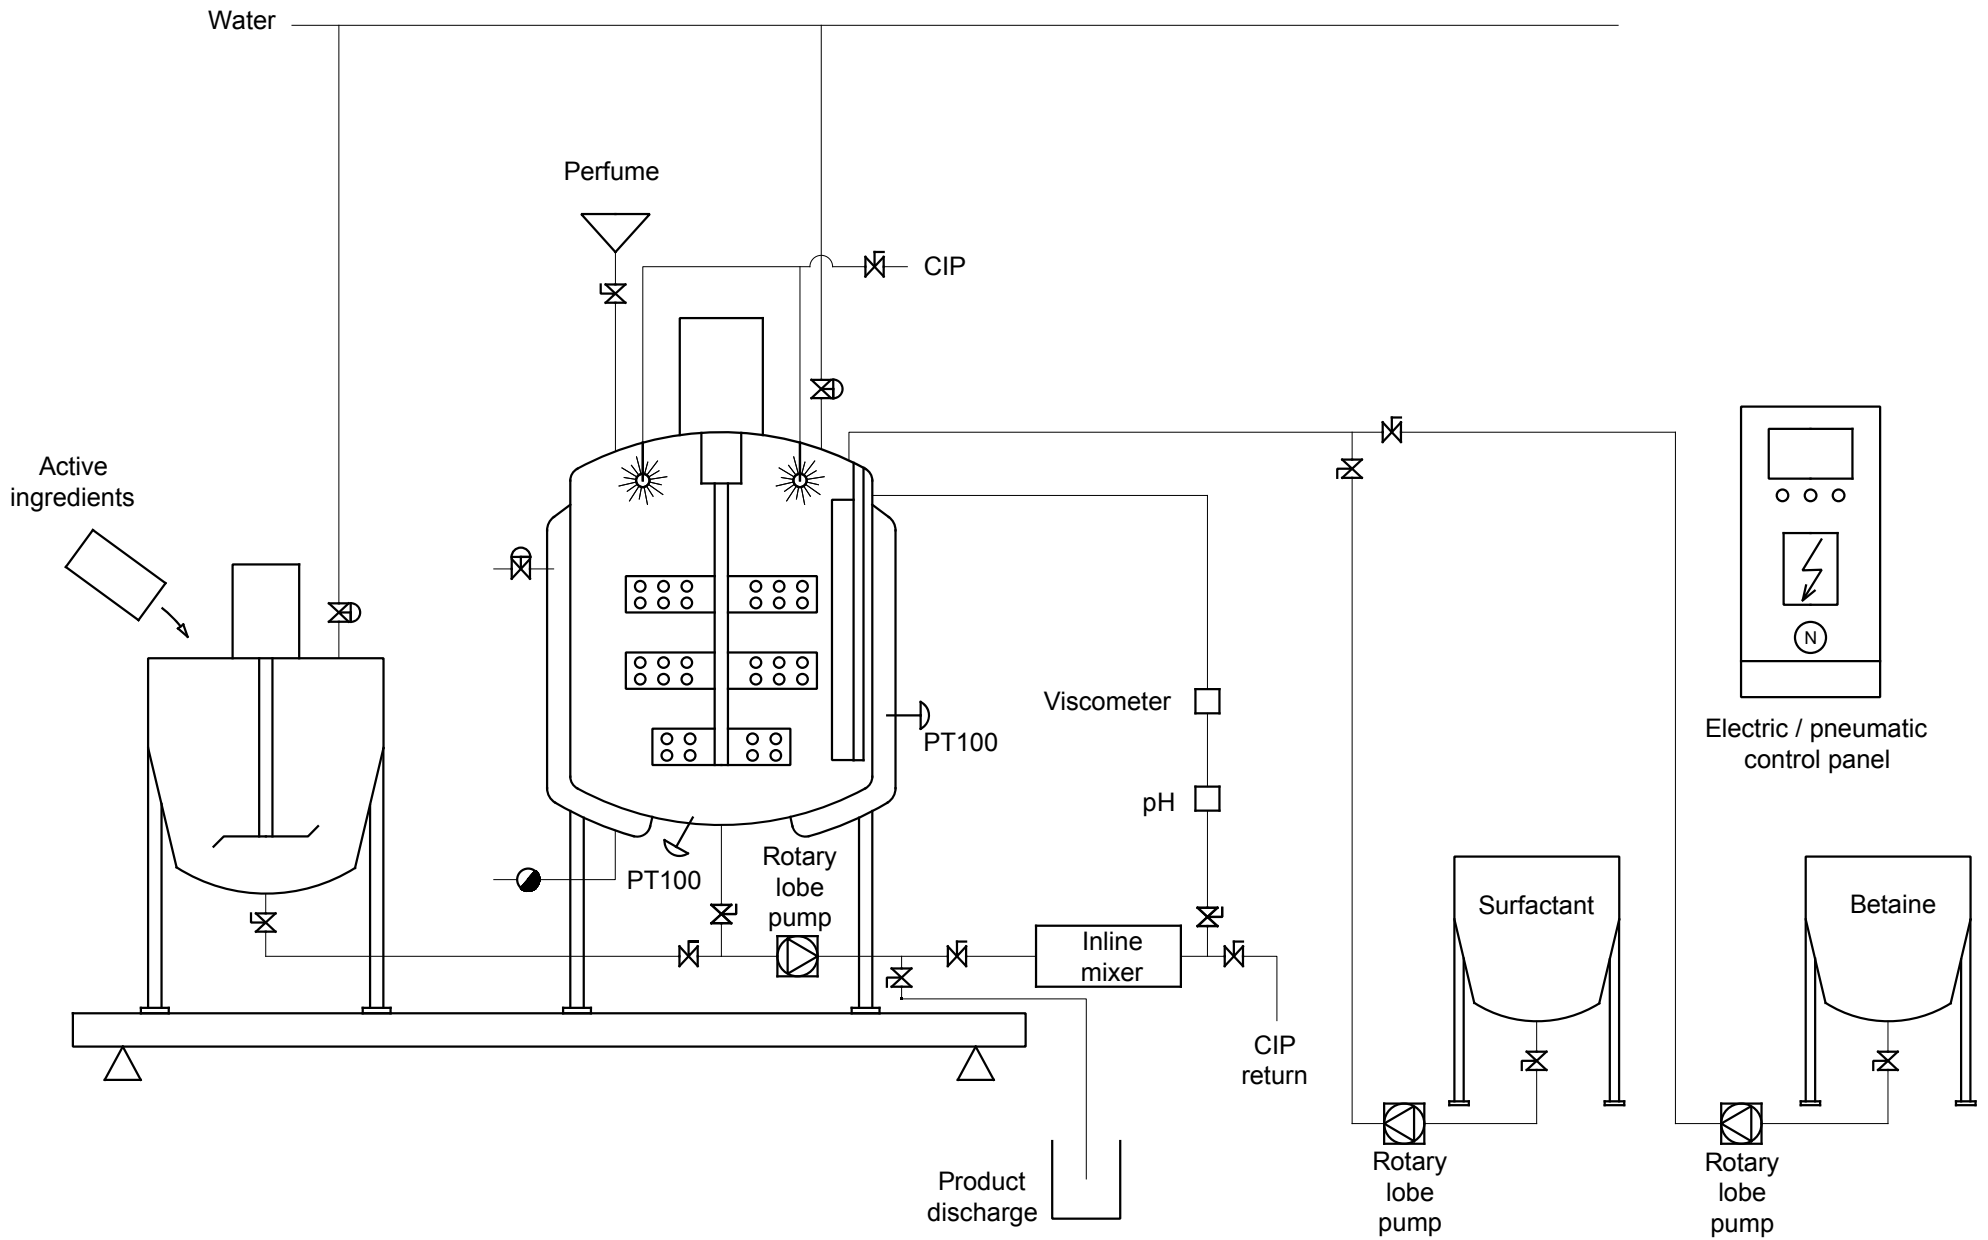 Water
Perfume
CIP
Active
ingredients
Viscometer
PT100
Electric / pneumatic
control panel
N
pH
Rotary
lobe
pump
PT100
Surfactant
Betaine
Inline
mixer
CIP
return
Product
discharge
Rotary
lobe
pump
Rotary
lobe
pump